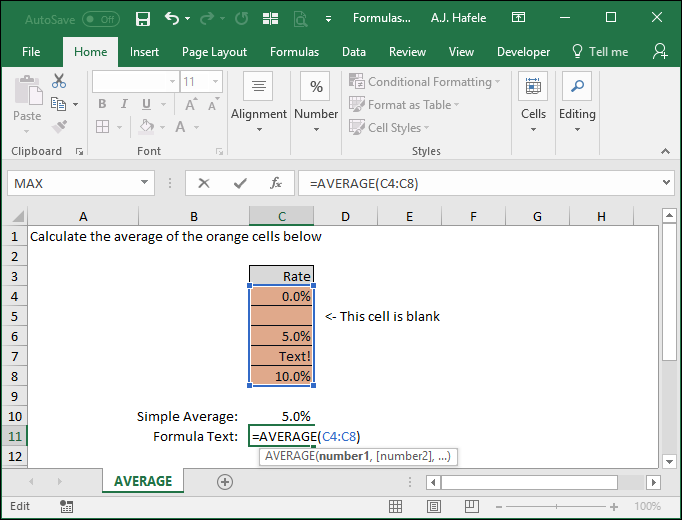 AutoSave Off Formulas... A.J. Hafele
File Home Insert Page Layout Formulas Data Review View Developer Tell me
Paste
Clipboard
11
B I U A A
A
Font
Alignment
%
Number
Conditional Formatting
Format as Table
Cell Styles
Styles
Cells
Editing
MAX fx =AVERAGE(C4:C8)
A B C D E F G H
1 Calculate the average of the orange cells below
2
3 Rate
4 0.0%
5 <- This cell is blank
6 5.0%
7 Text!
8 10.0%
9
10 Simple Average: 5.0%
11 Formula Text: =AVERAGE(C4:C8)
12 AVERAGE(number1, [number2], ...)
AVERAGE
Edit 100%